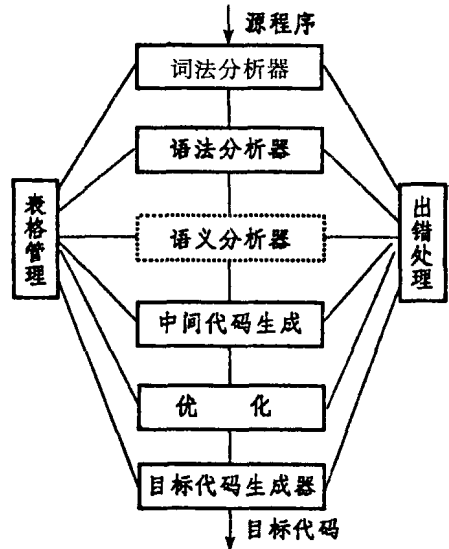 源程序
词法分析器
语法分析器
表格管理
语义分析器
出错处理
中间代码生成
优 化
目标代码生成器
目标代码